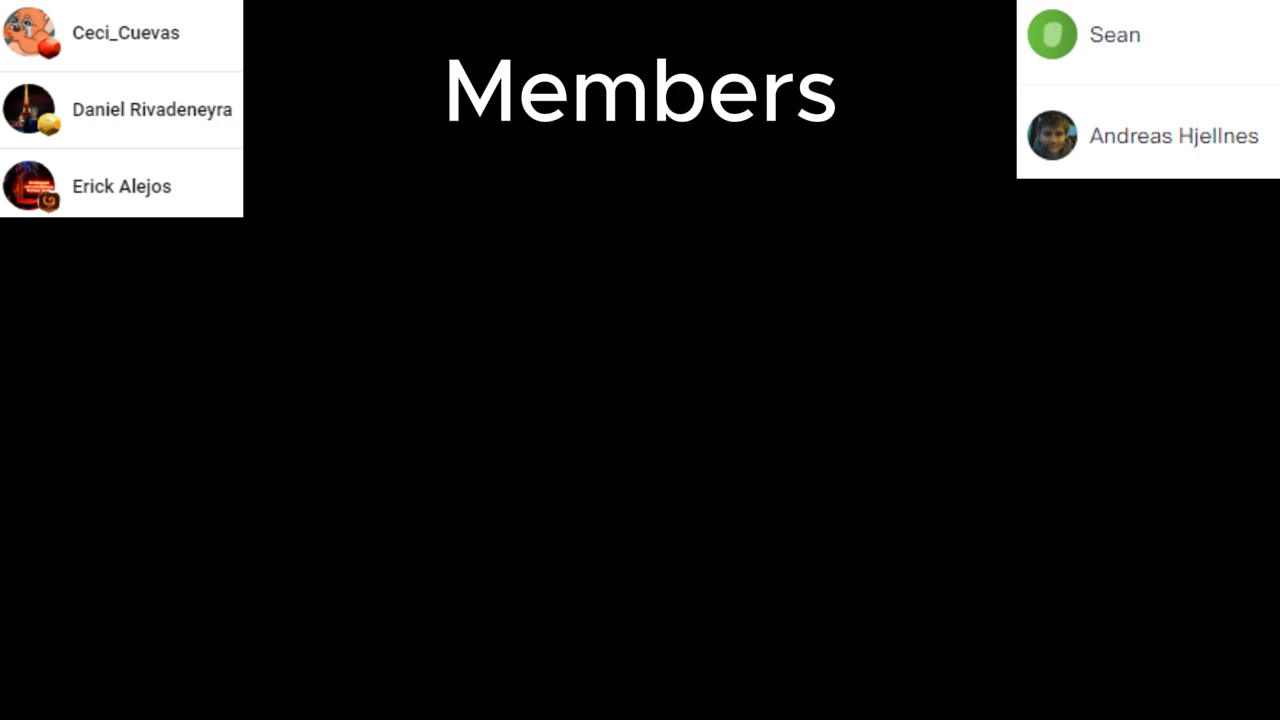 Members
Ceci_Cuevas
Daniel Rivadeneyra
Erick Alejos
Sean
Andreas Hjellnes